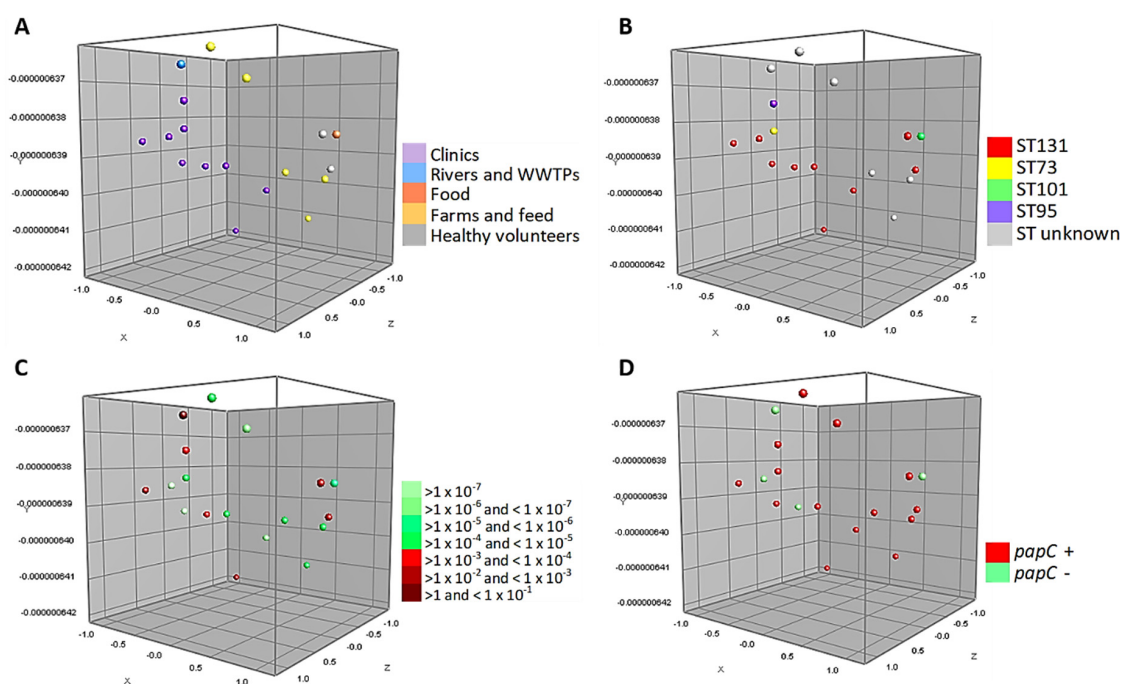 A
-0.000000637
-0.000000638
-0.000000639
Y
-0.000000640
-0.000000641
-0.000000642
-1.0
-0.5
-0.0
0.5
1.0
X
-1.0
-0.5
Z
0.5
1.0
Clinics
Rivers and WWTPs
Food
Farms and feed
Healthy volunteers
B
-0.000000637
-0.000000638
-0.000000639
Y
-0.000000640
-0.000000641
-0.000000642
-1.0
-0.5
-0.0
0.5
1.0
X
-1.0
-0.5
Z
0.5
1.0
ST131
ST73
ST101
ST95
ST unknown
C
-0.000000637
-0.000000638
-0.000000639
Y
-0.000000640
-0.000000641
-0.000000642
-1.0
-0.5
-0.0
0.5
1.0
X
-1.0
-0.5
Z
0.5
1.0
>1 x 10⁻⁷
>1 x 10⁻⁶ and < 1 x 10⁻⁷
>1 x 10⁻⁵ and < 1 x 10⁻⁶
>1 x 10⁻⁴ and < 1 x 10⁻⁵
>1 x 10⁻³ and < 1 x 10⁻⁴
>1 x 10⁻² and < 1 x 10⁻³
>1 and < 1 x 10⁻¹
D
-0.000000637
-0.000000638
-0.000000639
Y
-0.000000640
-0.000000641
-0.000000642
-1.0
-0.5
-0.0
0.5
1.0
X
-1.0
-0.5
Z
0.5
1.0
papC +
papC -